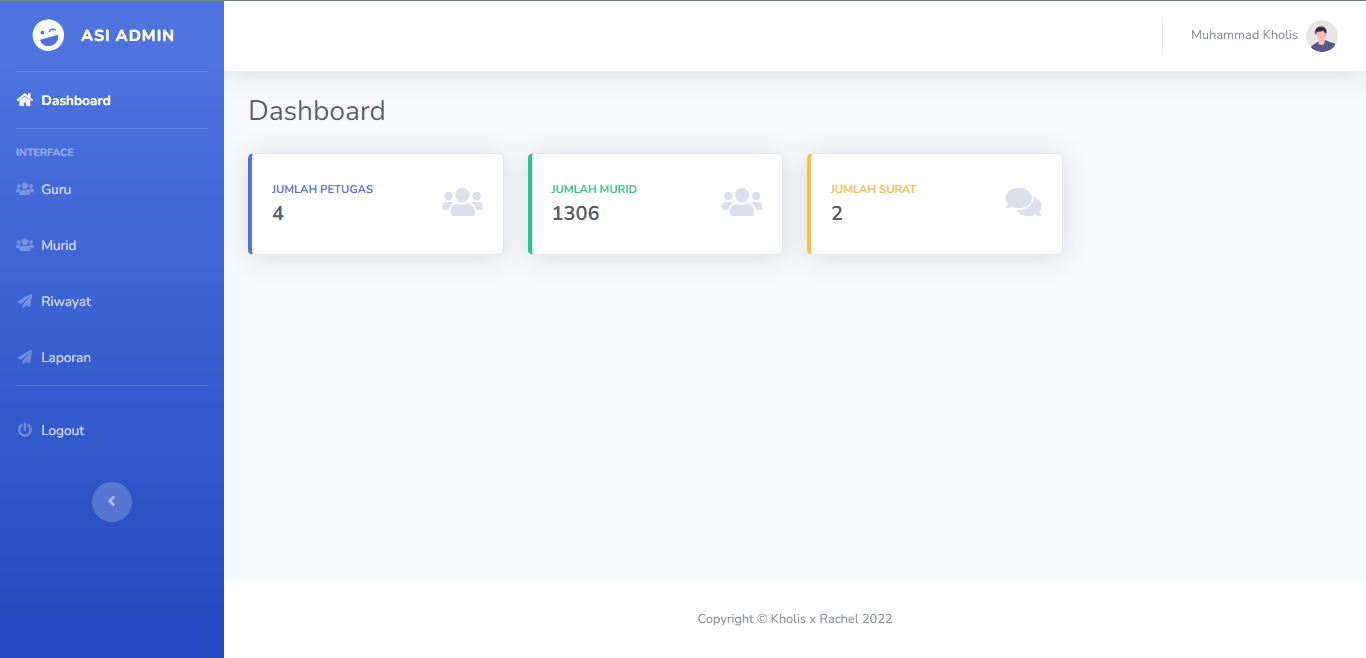 ASI ADMIN
Dashboard
INTERFACE
Guru
Murid
Riwayat
Laporan
Logout
Muhammad Kholis
Dashboard
JUMLAH PETUGAS
4
JUMLAH MURID
1306
JUMLAH SURAT
2
Copyright © Kholis x Rachel 2022